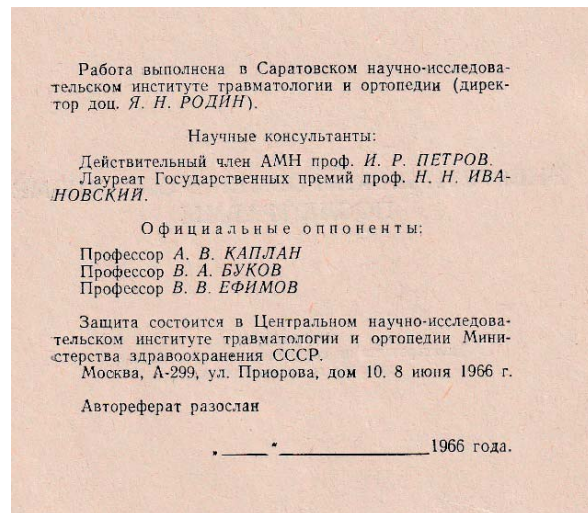 Работа выполнена в Саратовском научно-исследова-
тельском институте травматологии и ортопедии (дирек-
тор доц. Я. Н. РОДИН).
Научные консультанты:
Действительный член АМН проф. И. Р. ПЕТРОВ.
Лауреат Государственных премий проф. Н. Н. ИВА-
НОВСКИЙ.
Официальные оппоненты:
Профессор А. В. КАПЛАН
Профессор В. А. БУКОВ
Профессор В. В. ЕФИМОВ
Защита состоится в Центральном научно-исследова-
тельском институте травматологии и ортопедии Мини-
стерства здравоохранения СССР.
Москва, А-299, ул. Приорова, дом 10. 8 июня 1966 г.
Автореферат разослан
„____“ ______________1966 года.